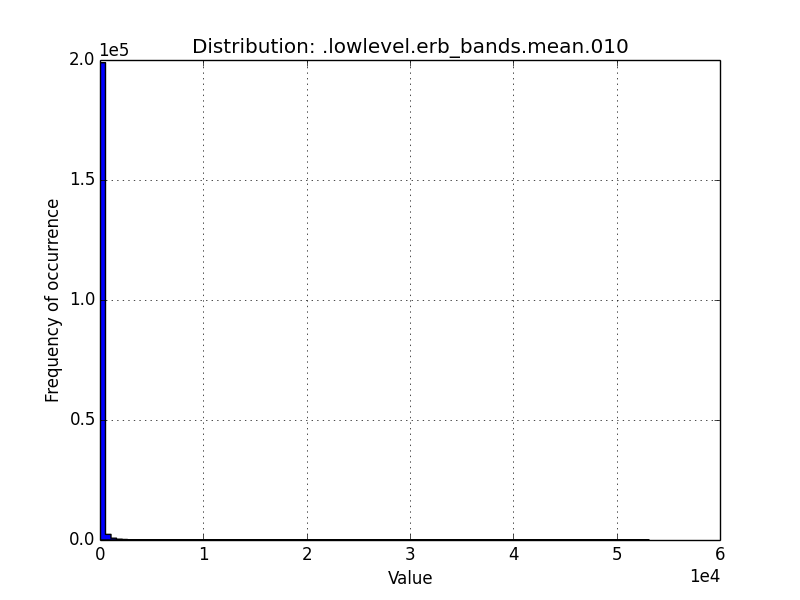 Distribution: .lowlevel.erb_bands.mean.010
1e5
2.0
1.5
1.0
0.5
0.0
Frequency of occurrence
0 1 2 3 4 5 6
1e4
Value